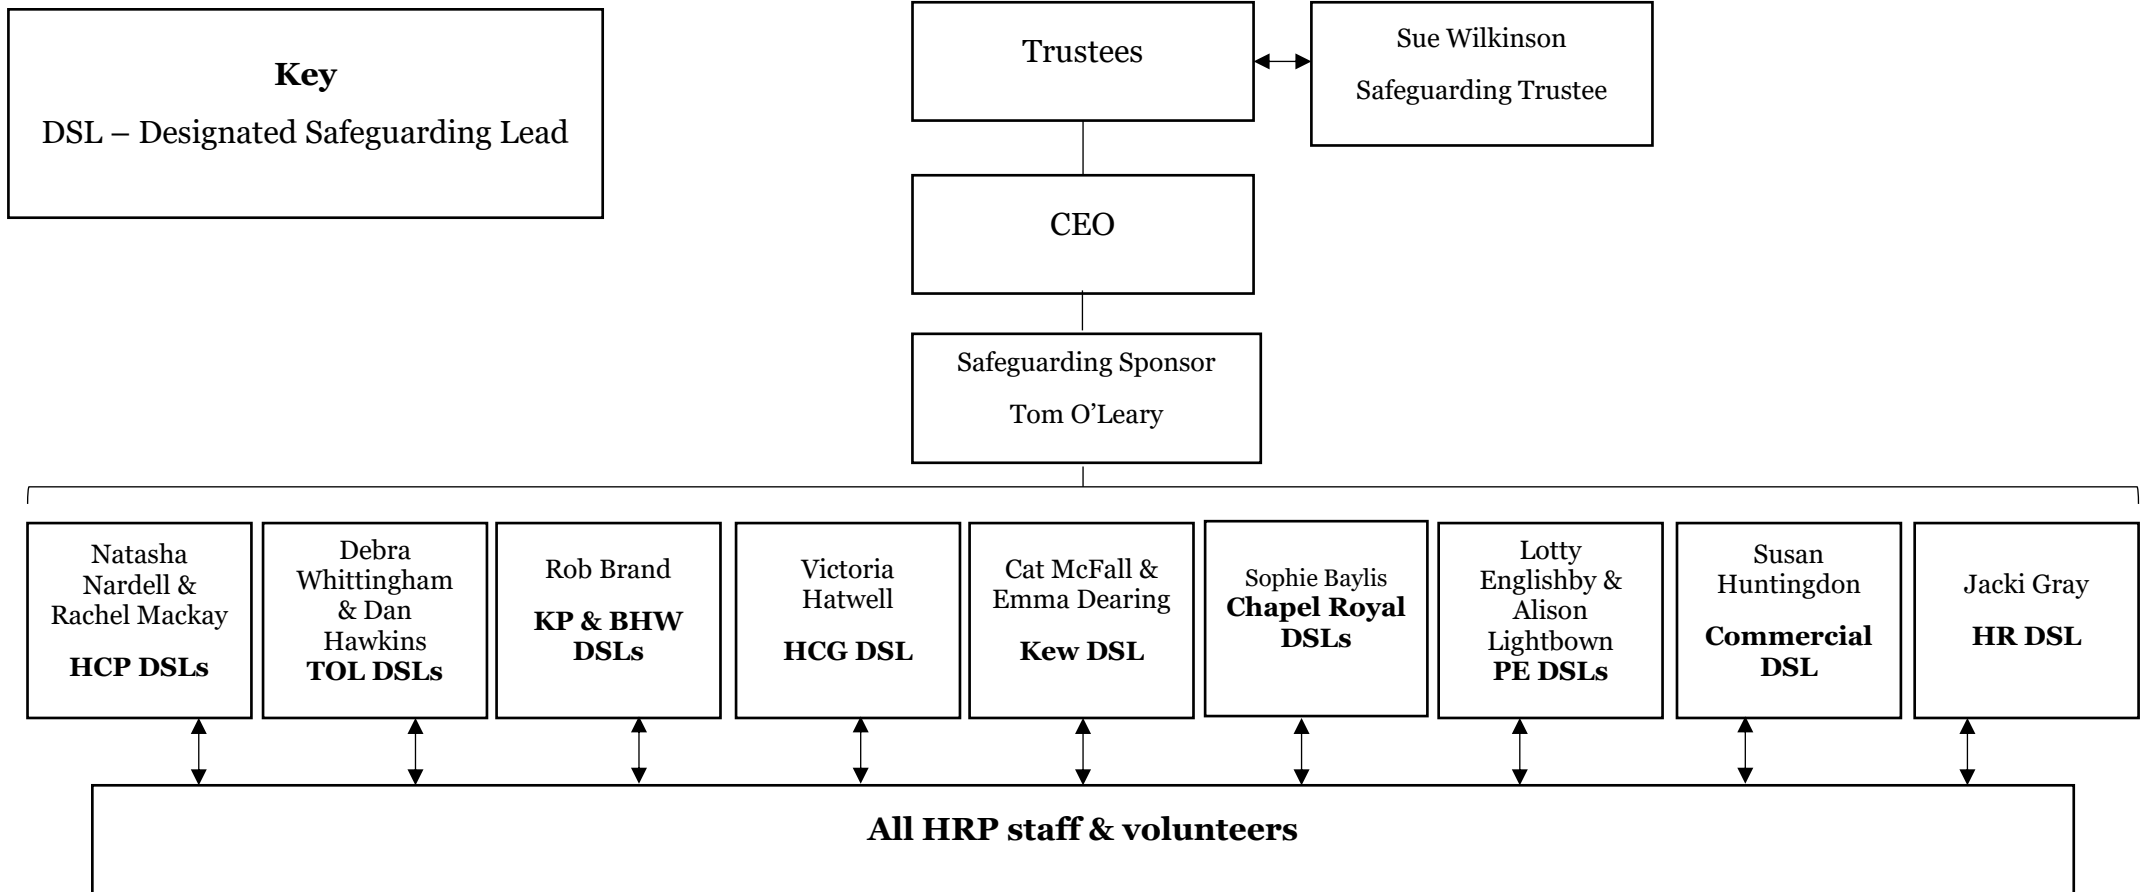 Key
DSL – Designated Safeguarding Lead
Trustees
Sue Wilkinson
Safeguarding Trustee
CEO
Safeguarding Sponsor
Tom O’Leary
Natasha
Nardell &
Rachel Mackay
HCP DSLs
Debra
Whittingham
& Dan
Hawkins
TOL DSLs
Rob Brand
KP & BHW
DSLs
Victoria
Hatwell
HCG DSL
Cat McFall &
Emma Dearing
Kew DSL
Sophie Baylis
Chapel Royal
DSLs
Lotty
Englishby &
Alison
Lightbown
PE DSLs
Susan
Huntingdon
Commercial
DSL
Jacki Gray
HR DSL
All HRP staff & volunteers